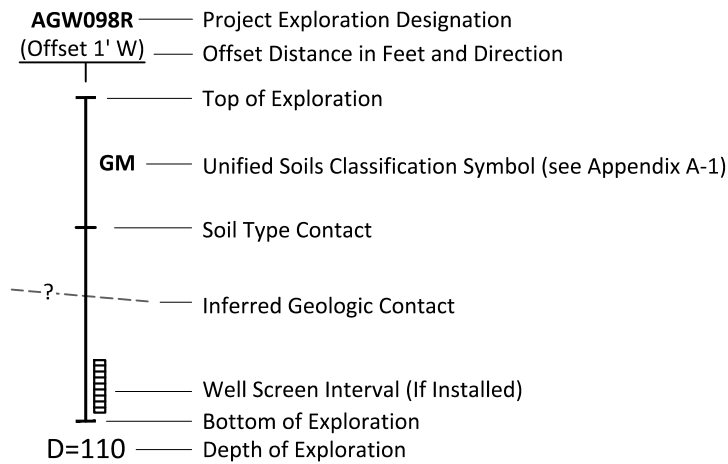 AGW098R Project Exploration Designation
(Offset 1' W) Offset Distance in Feet and Direction
Top of Exploration
GM Unified Soils Classification Symbol (see Appendix A-1)
Soil Type Contact
? Inferred Geologic Contact
Well Screen Interval (If Installed)
Bottom of Exploration
D=110 Depth of Exploration